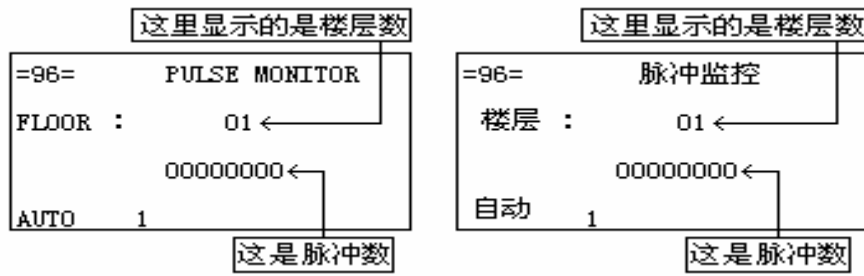 这里显示的是楼层数
=96= PULSE MONITOR
FLOOR : 01
00000000
AUTO 1
这是脉冲数
这里显示的是楼层数
=96= 脉冲监控
楼层 : 01
00000000
自动 1
这是脉冲数